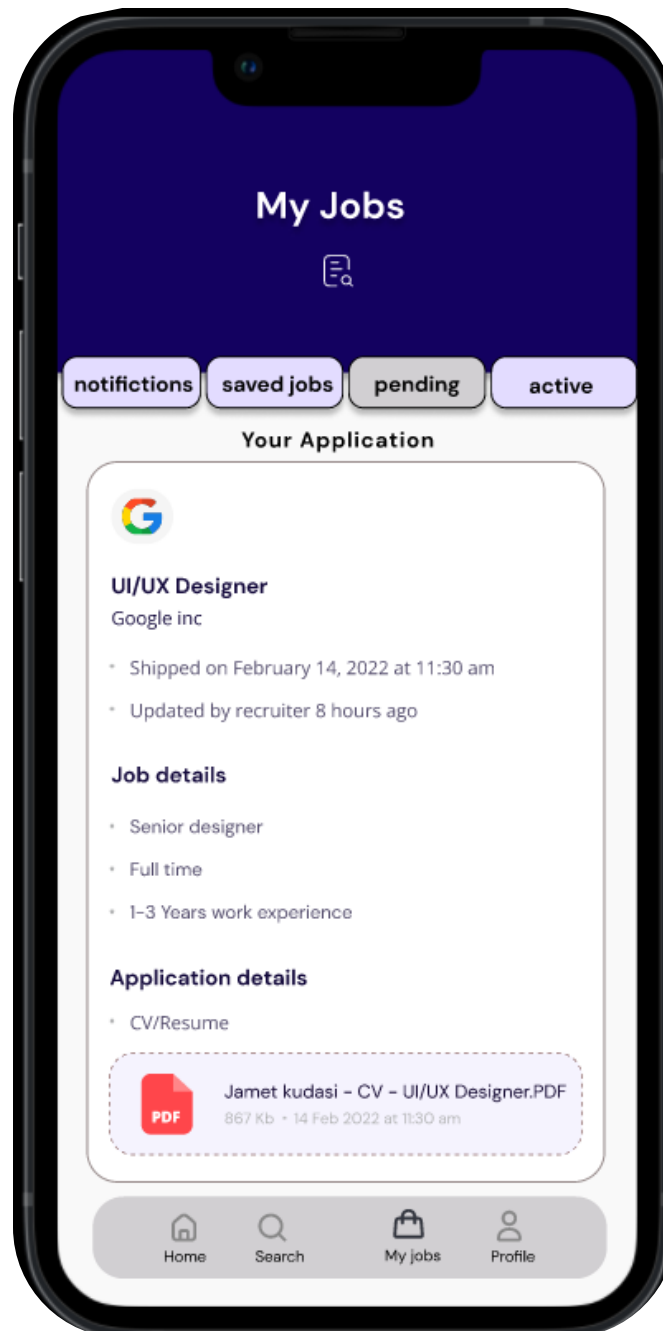 My Jobs
notifictions saved jobs pending active
Your Application
G
UI/UX Designer
Google inc
• Shipped on February 14, 2022 at 11:30 am
• Updated by recruiter 8 hours ago
Job details
• Senior designer
• Full time
• 1-3 Years work experience
Application details
• CV/Resume
PDF
Jamet kudasi - CV - UI/UX Designer.PDF
867 Kb • 14 Feb 2022 at 11:30 am
Home Search My jobs Profile